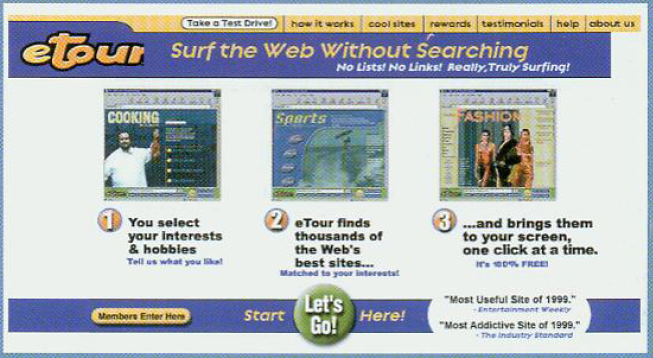 Take a Test Drive! how it works cool sites rewards testimonials help about us
eTour
Surf the Web Without Searching
No Lists! No Links! Really, Truly Surfing!
COOKING
Sports
FASHION
1 You select
your interests
& hobbies
Tell us what you like!
2 eTour finds
thousands of
the Web's
best sites...
Matched to your interests!
3 ...and brings them
to your screen,
one click at a time.
It's 100% FREE!
Members Enter Here
Start Let's Go! Here!
"Most Useful Site of 1999."
- Entertainment Weekly
"Most Addictive Site of 1999."
- The Industry Standard